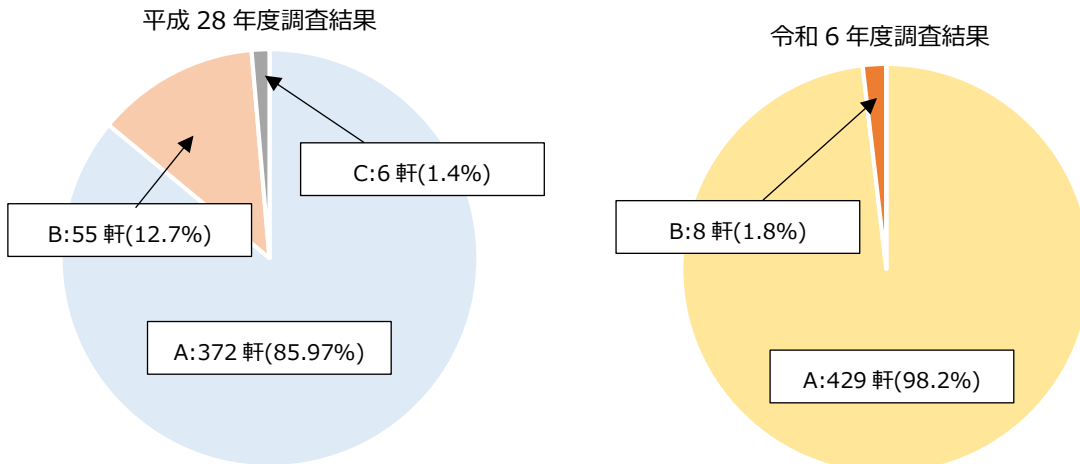 平成 28 年度調査結果
C:6 軒(1.4%)
B:55 軒(12.7%)
A:372 軒(85.97%)
令和 6 年度調査結果
B:8 軒(1.8%)
A:429 軒(98.2%)